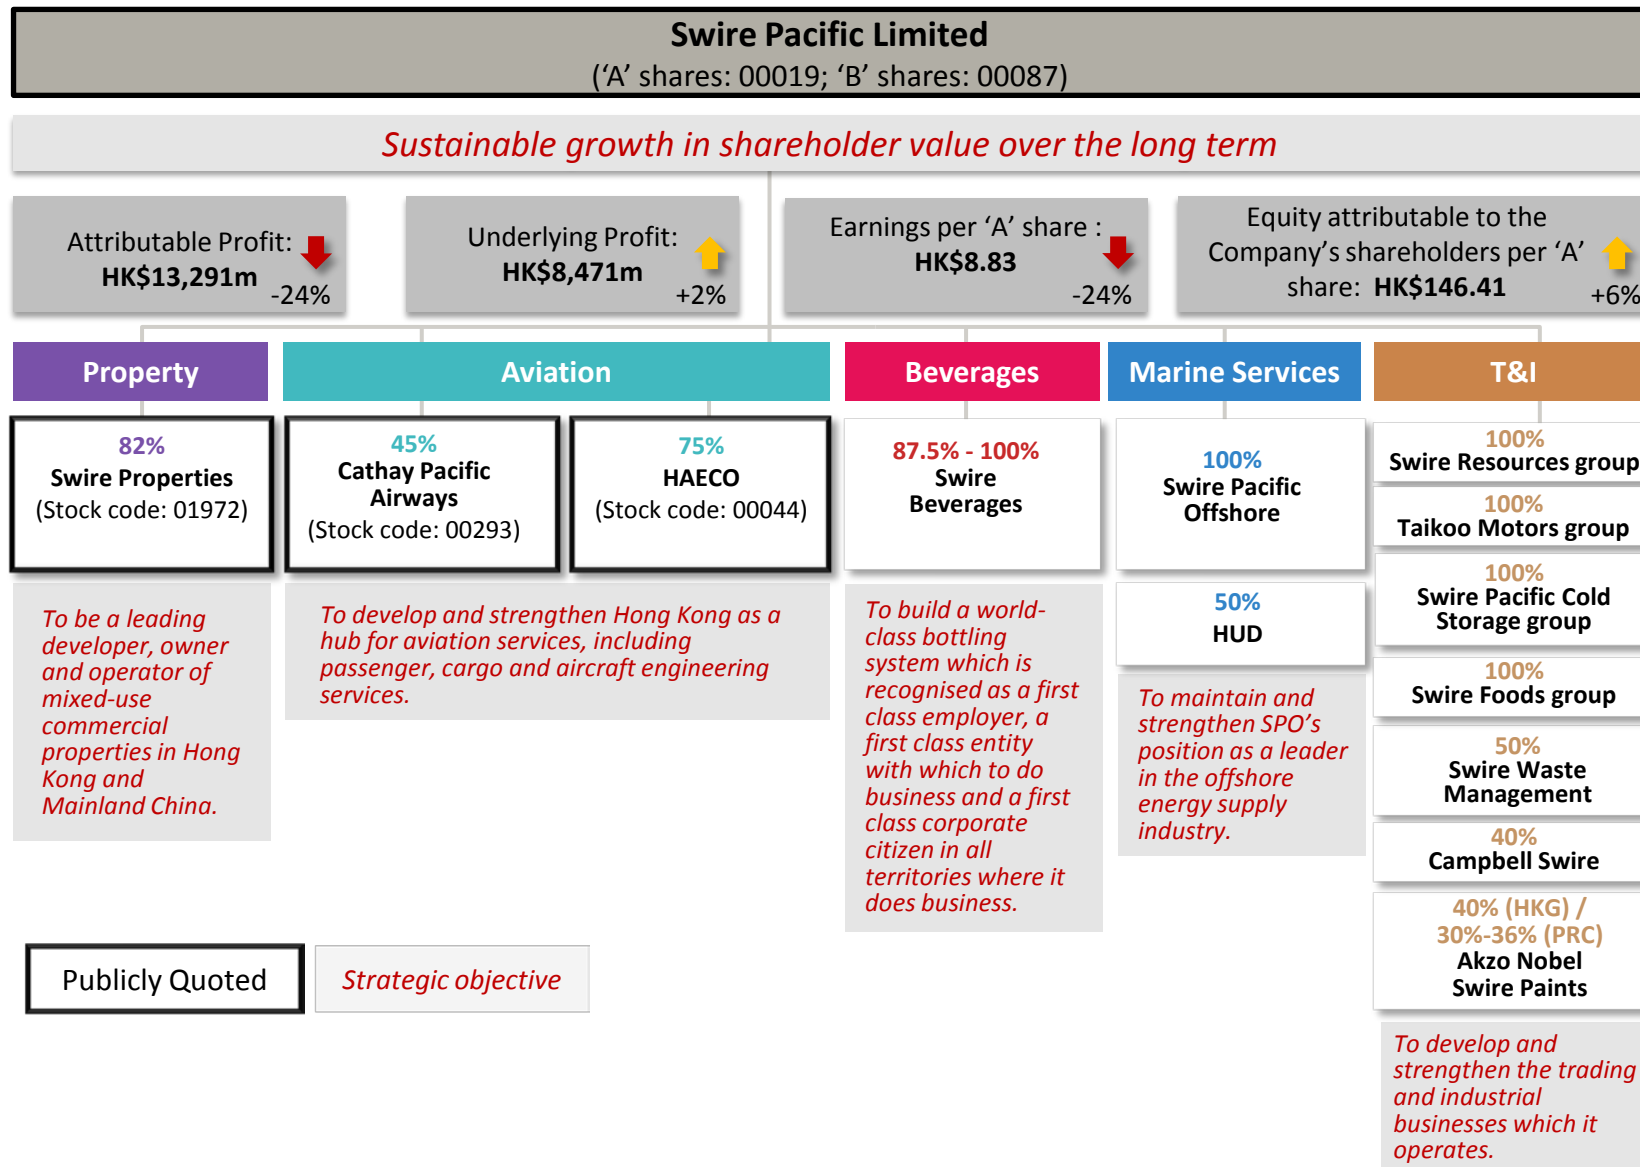 Swire Pacific Limited
(‘A’ shares: 00019; ‘B’ shares: 00087)
Sustainable growth in shareholder value over the long term
Attributable Profit:
HK$13,291m
-24%
Underlying Profit:
HK$8,471m
+2%
Earnings per ‘A’ share :
HK$8.83
-24%
Equity attributable to the
Company’s shareholders per ‘A’
share: HK$146.41
+6%
Property
Aviation
Beverages
Marine Services
T&I
82%
Swire Properties
(Stock code: 01972)
45%
Cathay Pacific
Airways
(Stock code: 00293)
75%
HAECO
(Stock code: 00044)
87.5% - 100%
Swire
Beverages
100%
Swire Pacific
Offshore
50%
HUD
100%
Swire Resources group
100%
Taikoo Motors group
100%
Swire Pacific Cold
Storage group
100%
Swire Foods group
50%
Swire Waste
Management
40%
Campbell Swire
40% (HKG) /
30%-36% (PRC)
Akzo Nobel
Swire Paints
To be a leading
developer, owner
and operator of
mixed-use
commercial
properties in Hong
Kong and
Mainland China.
To develop and strengthen Hong Kong as a
hub for aviation services, including
passenger, cargo and aircraft engineering
services.
To build a world-
class bottling
system which is
recognised as a first
class employer, a
first class entity
with which to do
business and a first
class corporate
citizen in all
territories where it
does business.
To maintain and
strengthen SPO’s
position as a leader
in the offshore
energy supply
industry.
To develop and
strengthen the trading
and industrial
businesses which it
operates.
Publicly Quoted
Strategic objective